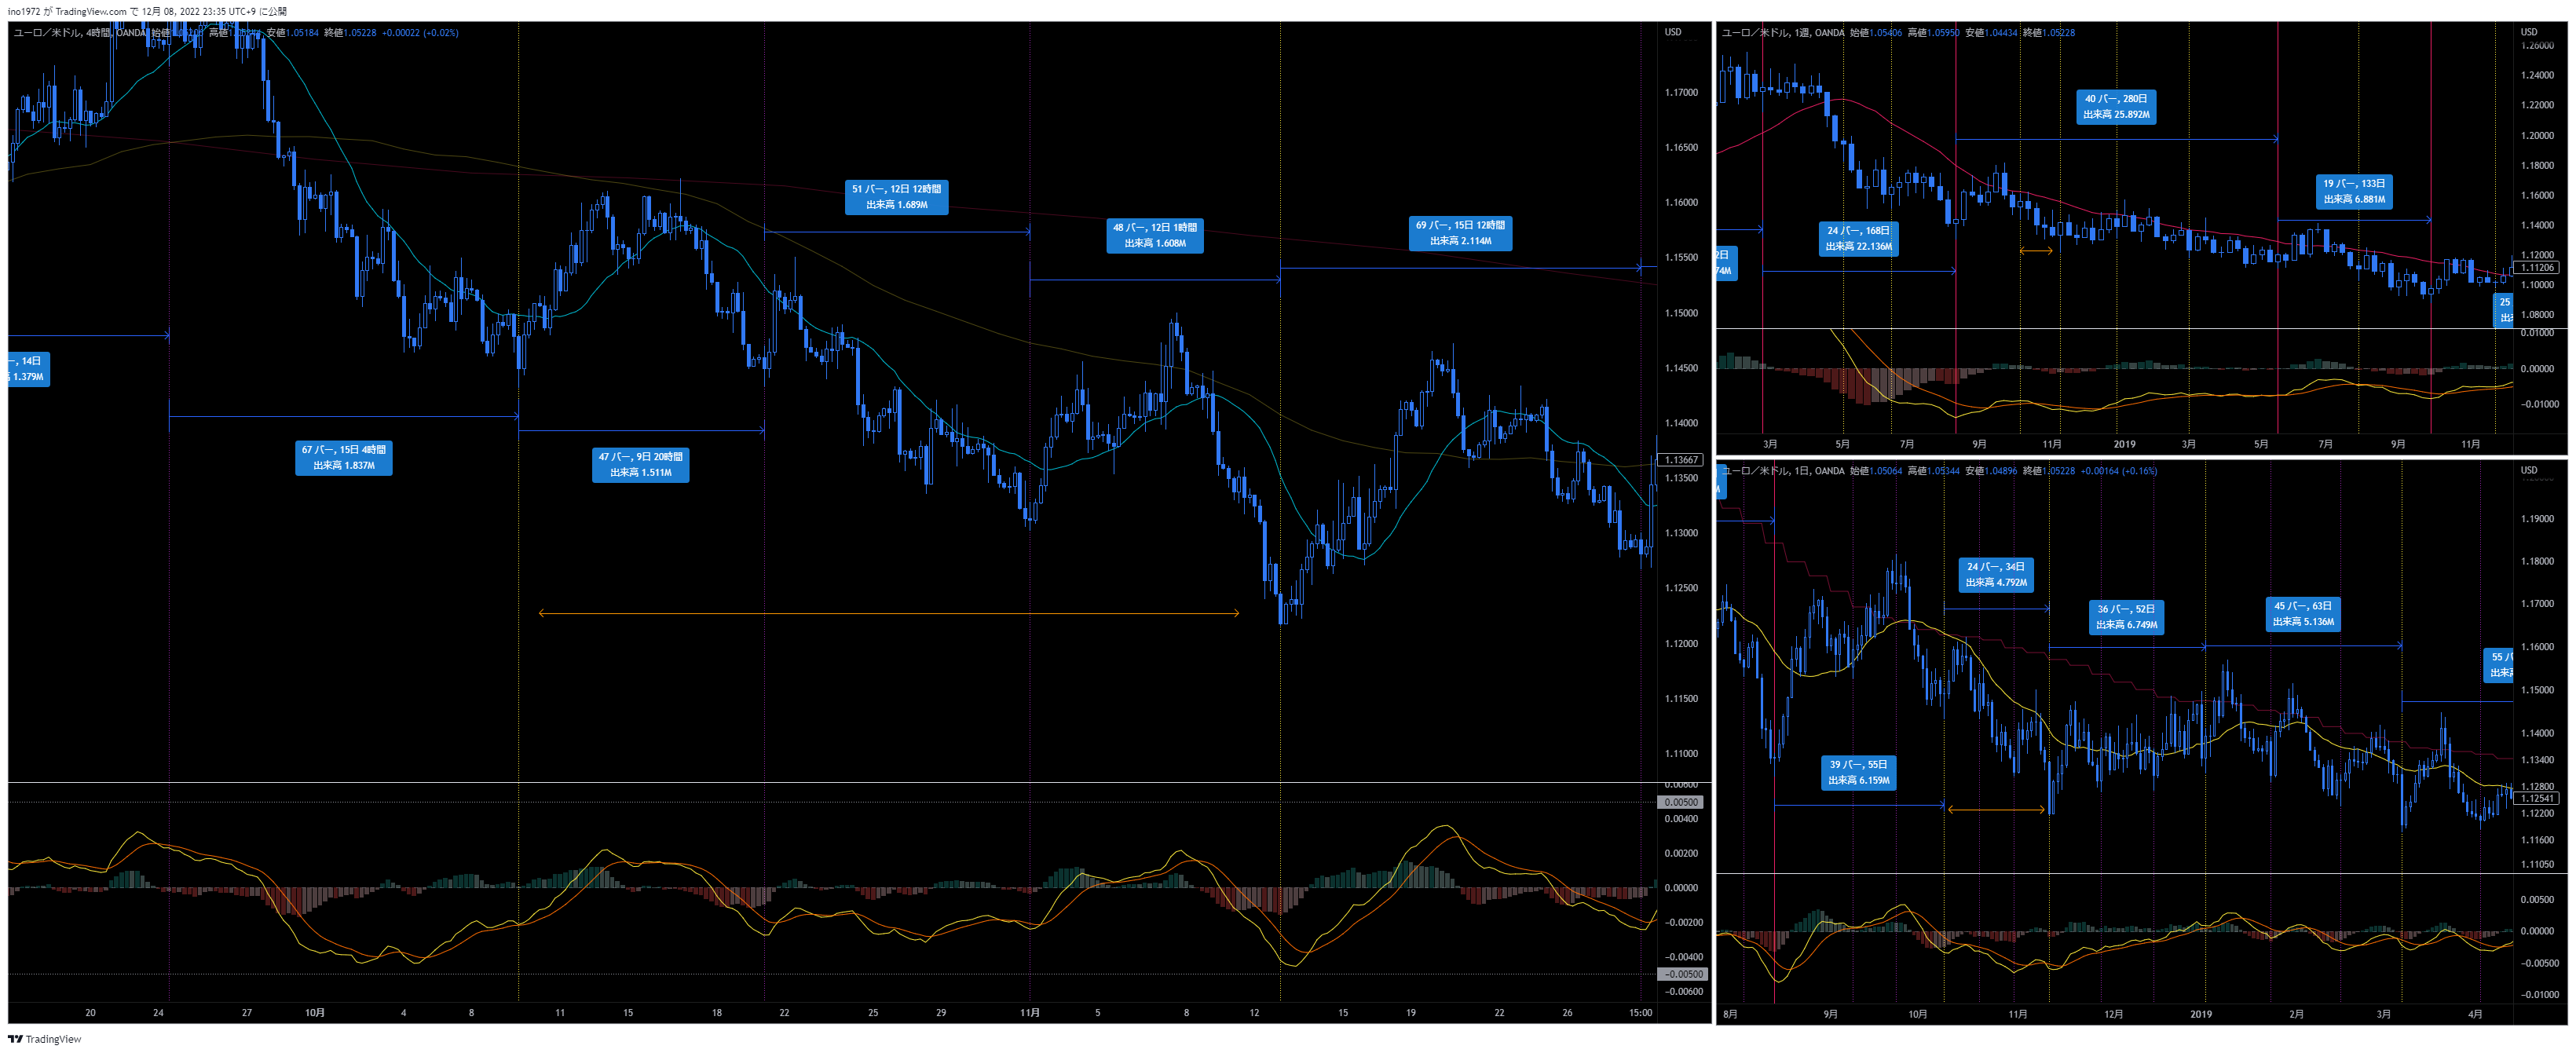 ino1972 が TradingView.com で 12月 08, 2022 23:35 UTC+9 に公開
ユーロ／米ドル, 4時間, OANDA 始値 高値 安値1.05184 終値1.05228 +0.00022 (+0.02%)
USD
1.17000
1.16500
1.16000
1.15500
1.15000
1.14500
1.14000
1.13667
1.13500
1.13000
1.12500
1.12000
1.11500
1.11000
51 バー, 12日 12時間
出来高 1.689M
48 バー, 12日 1時間
出来高 1.608M
69 バー, 15日 12時間
出来高 2.114M
14日
1.379M
67 バー, 15日 4時間
出来高 1.837M
47 バー, 9日 20時間
出来高 1.511M
0.00600
0.00500
0.00400
0.00200
0.00000
−0.00200
−0.00400
−0.00500
−0.00600
20 24 27 10月 4 8 11 15 18 22 25 29 11月 5 8 12 15 19 22 26 15:00
ユーロ／米ドル, 1週, OANDA 始値1.05406 高値1.05950 安値1.04434 終値1.05228
USD
1.26000
1.24000
1.22000
1.20000
1.18000
1.16000
1.14000
1.12000
1.11206
1.10000
1.08000
40 バー, 280日
出来高 25.892M
19 バー, 133日
出来高 6.881M
24 バー, 168日
出来高 22.136M
2日
74M
25
0.01000
0.00000
−0.01000
3月 5月 7月 9月 11月 2019 3月 5月 7月 9月 11月
ユーロ／米ドル, 1日, OANDA 始値1.05064 高値1.05344 安値1.04896 終値1.05228 +0.00164 (+0.16%)
USD
1.19000
1.18000
1.17000
1.16000
1.15000
1.14000
1.13400
1.12800
1.12541
1.12200
1.11600
1.11050
24 バー, 34日
出来高 4.792M
36 バー, 52日
出来高 6.749M
45 バー, 63日
出来高 5.136M
55
39 バー, 55日
出来高 6.159M
0.00500
0.00000
−0.00500
−0.01000
8月 9月 10月 11月 12月 2019 2月 3月 4月
TradingView